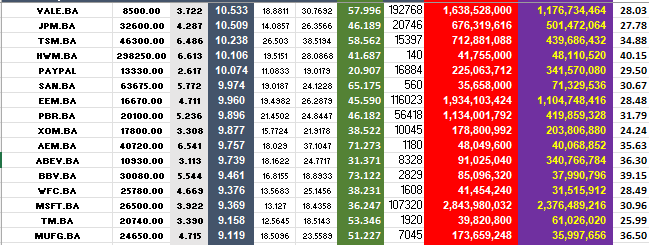 VALE.BA 8500.00 3.722 10.533 18.8811 30.7692 57.996 192768 1,638,528,000 1,176,734,464 28.03
JPM.BA 32600.00 4.287 10.509 14.0857 26.3566 46.189 20746 676,319,616 501,472,064 27.78
TSM.BA 46300.00 6.486 10.238 26.503 38.5194 58.562 15397 712,881,088 439,686,432 34.88
HWM.BA 298250.00 6.613 10.106 19.5151 28.0868 41.687 140 41,755,000 48,110,520 40.15
PAYPAL 13330.00 2.617 10.074 11.0833 19.0179 20.907 16884 225,063,712 341,570,080 29.50
SAN.BA 63675.00 5.772 9.974 19.0187 24.1228 65.175 560 35,658,000 71,329,536 30.67
EEM.BA 16670.00 4.711 9.960 19.4982 26.2879 45.590 116023 1,934,103,424 1,104,748,416 28.48
PBR.BA 20100.00 5.236 9.896 21.4502 24.8447 46.182 56418 1,134,001,792 419,859,328 31.79
XOM.BA 17800.00 3.308 9.877 15.7724 21.9178 38.522 10045 178,800,992 203,806,880 24.24
AEM.BA 40720.00 6.541 9.757 18.029 37.1047 71.273 1180 48,049,600 40,068,852 35.63
ABEV.BA 10930.00 3.113 9.739 18.1622 24.7717 31.371 8328 91,025,040 340,766,784 36.30
BBV.BA 30080.00 5.544 9.461 16.8155 18.8933 73.122 2829 85,096,320 37,990,796 39.15
VFC.BA 25780.00 4.669 9.376 13.5683 25.1456 38.231 1608 41,454,240 31,515,912 28.49
MSFT.BA 26500.00 3.922 9.369 13.127 18.4358 36.247 107320 2,843,980,032 2,376,489,216 30.96
TM.BA 20740.00 3.390 9.158 12.5645 18.5143 53.346 1920 39,820,800 61,026,020 25.99
MUFG.BA 24650.00 4.715 9.119 18.5096 23.5589 51.227 7045 173,659,248 35,997,656 36.50